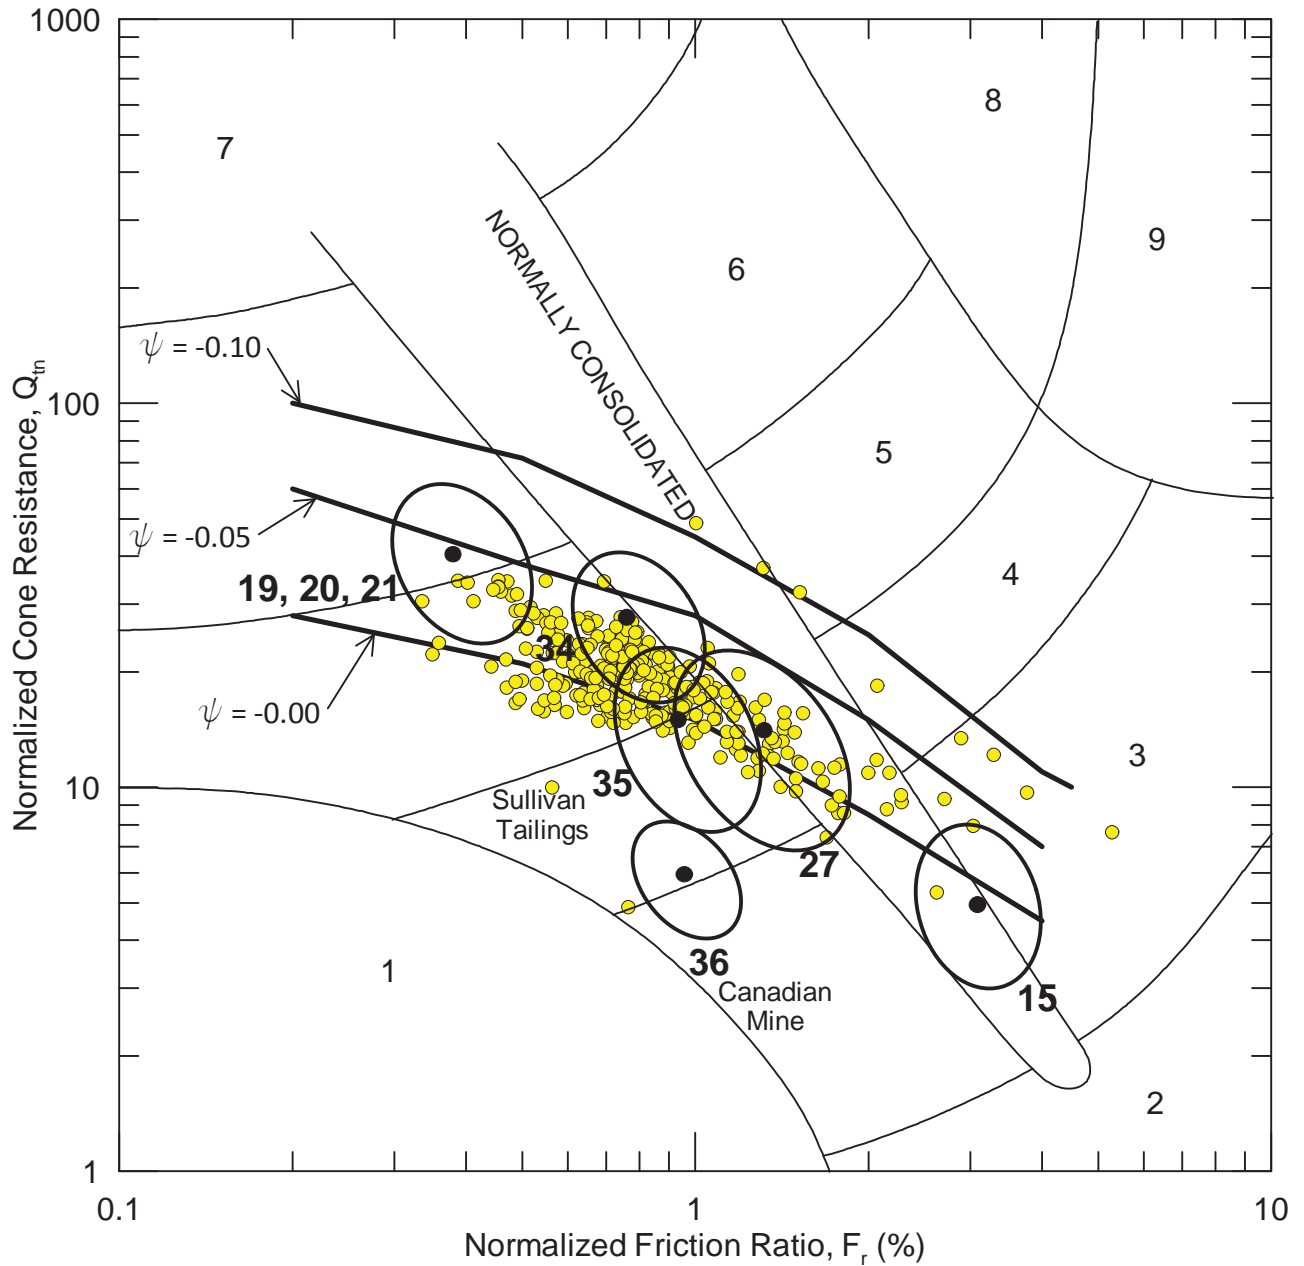 1000
8
7
9
6
NORMALLY CONSOLIDATED
ψ = -0.10
100
5
ψ = -0.05
4
19, 20, 21
34
ψ = -0.00
3
35
10
Sullivan
Tailings
27
36
1
Canadian
Mine
15
2
1
0.1
1
10
Normalized Cone Resistance, Qtn
Normalized Friction Ratio, Fr (%)